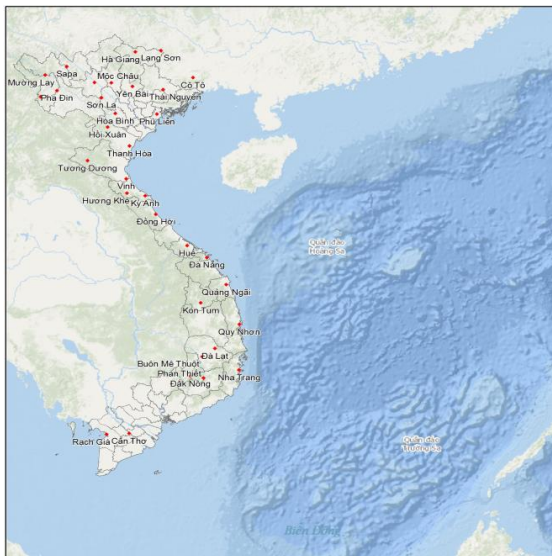 Hà Giang
Lạng Sơn
Sapa
Mường Lay
Mộc Châu
Cô Tô
Pha Đin
Yên Bái
Thái Nguyên
Sơn La
Hòa Bình
Phù Liễn
Hồi Xuân
Thanh Hóa
Tương Dương
Vinh
Hương Khê
Kỳ Anh
Đồng Hới
Quần đảo
Hoàng Sa
Huế
Đà Nẵng
Quảng Ngãi
Kon Tum
Quy Nhơn
Đà Lạt
Buôn Mê Thuột
Phan Thiết
Nha Trang
Đắk Nông
Rạch Giá
Cần Thơ
Quần đảo
Trường Sa
Biển Đông